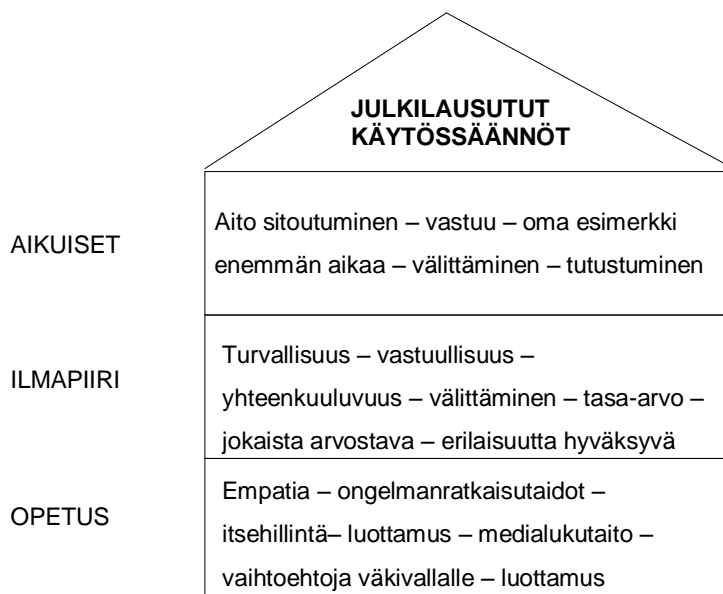 JULKILAUSUTUT
KÄYTÖSSÄÄNNÖT
AIKUISET
Aito sitoutuminen – vastuu – oma esimerkki
enemmän aikaa – välittäminen – tutustuminen
ILMAPIIRI
Turvallisuus – vastuullisuus –
yhteenkuuluvuus – välittäminen – tasa-arvo –
jokaista arvostava – erilaisuutta hyväksyvä
OPETUS
Empatia – ongelmanratkaisutaidot –
itsehillintä– luottamus – medialukutaito –
vaihtoehtoja väkivallalle – luottamus